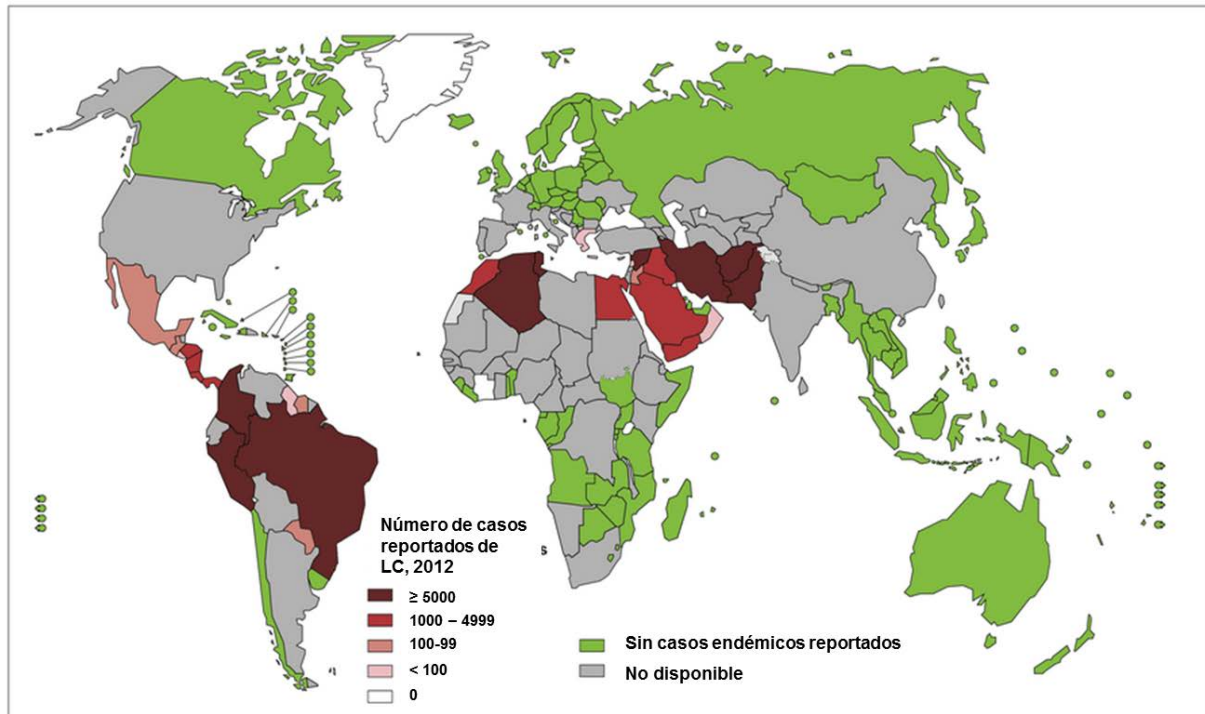 Número de casos
reportados de
LC, 2012
≥ 5000
1000 – 4999
100-99
< 100
0
Sin casos endémicos reportados
No disponible
s